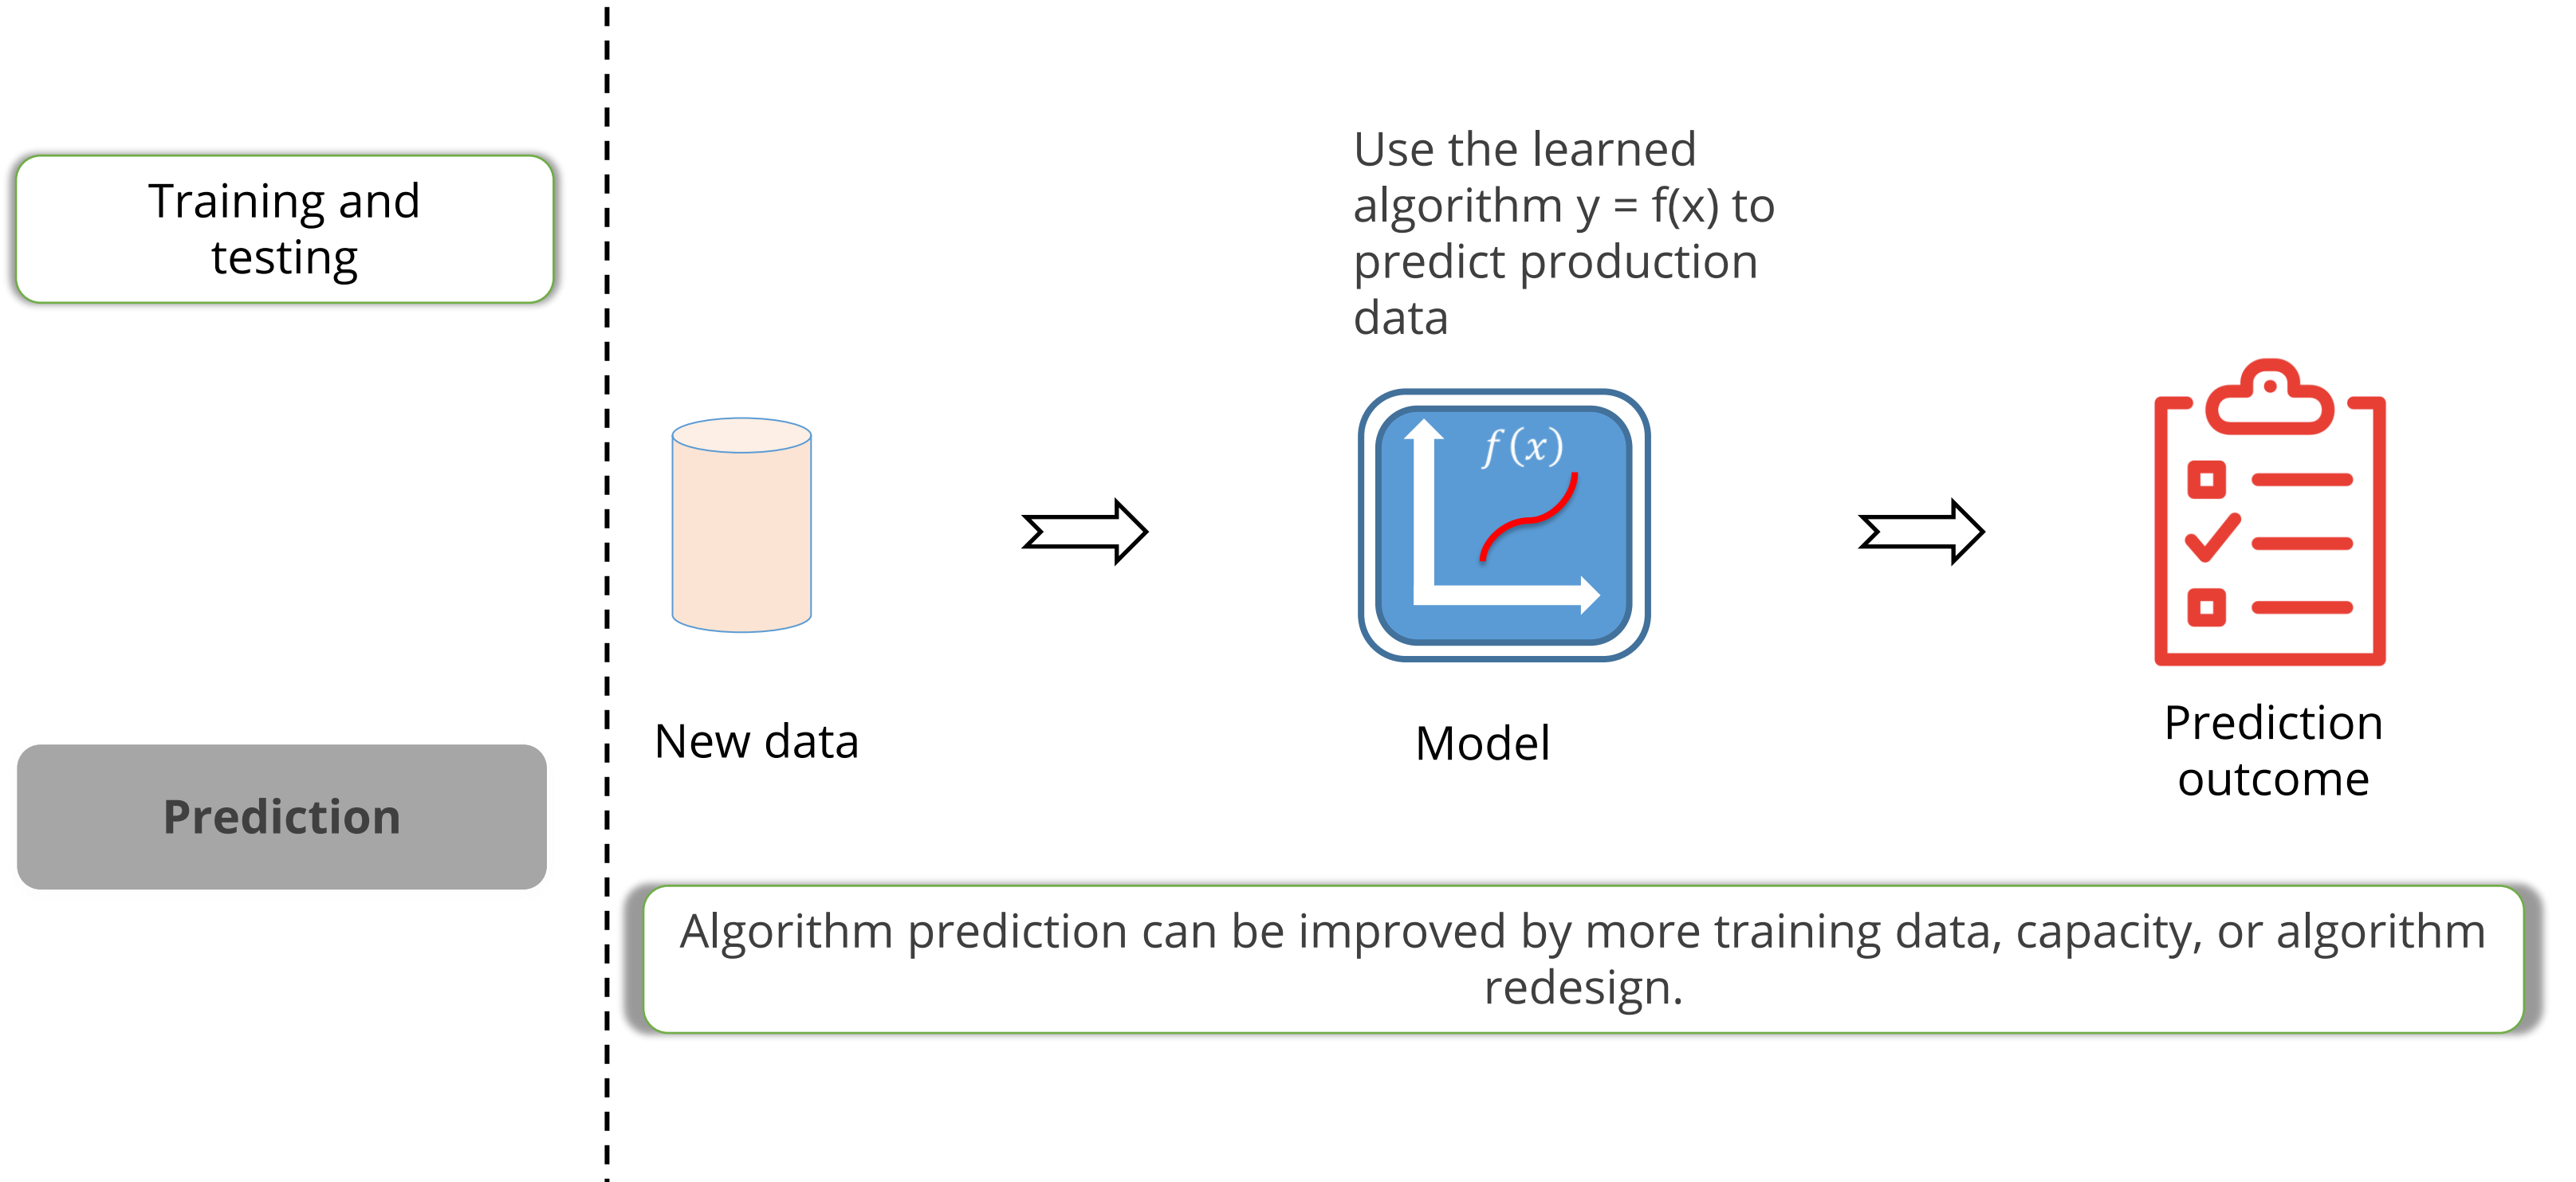 Training and
testing
Prediction
Use the learned
algorithm y = f(x) to
predict production
data
f(x)
New data
Model
Prediction
outcome
Algorithm prediction can be improved by more training data, capacity, or algorithm
redesign.